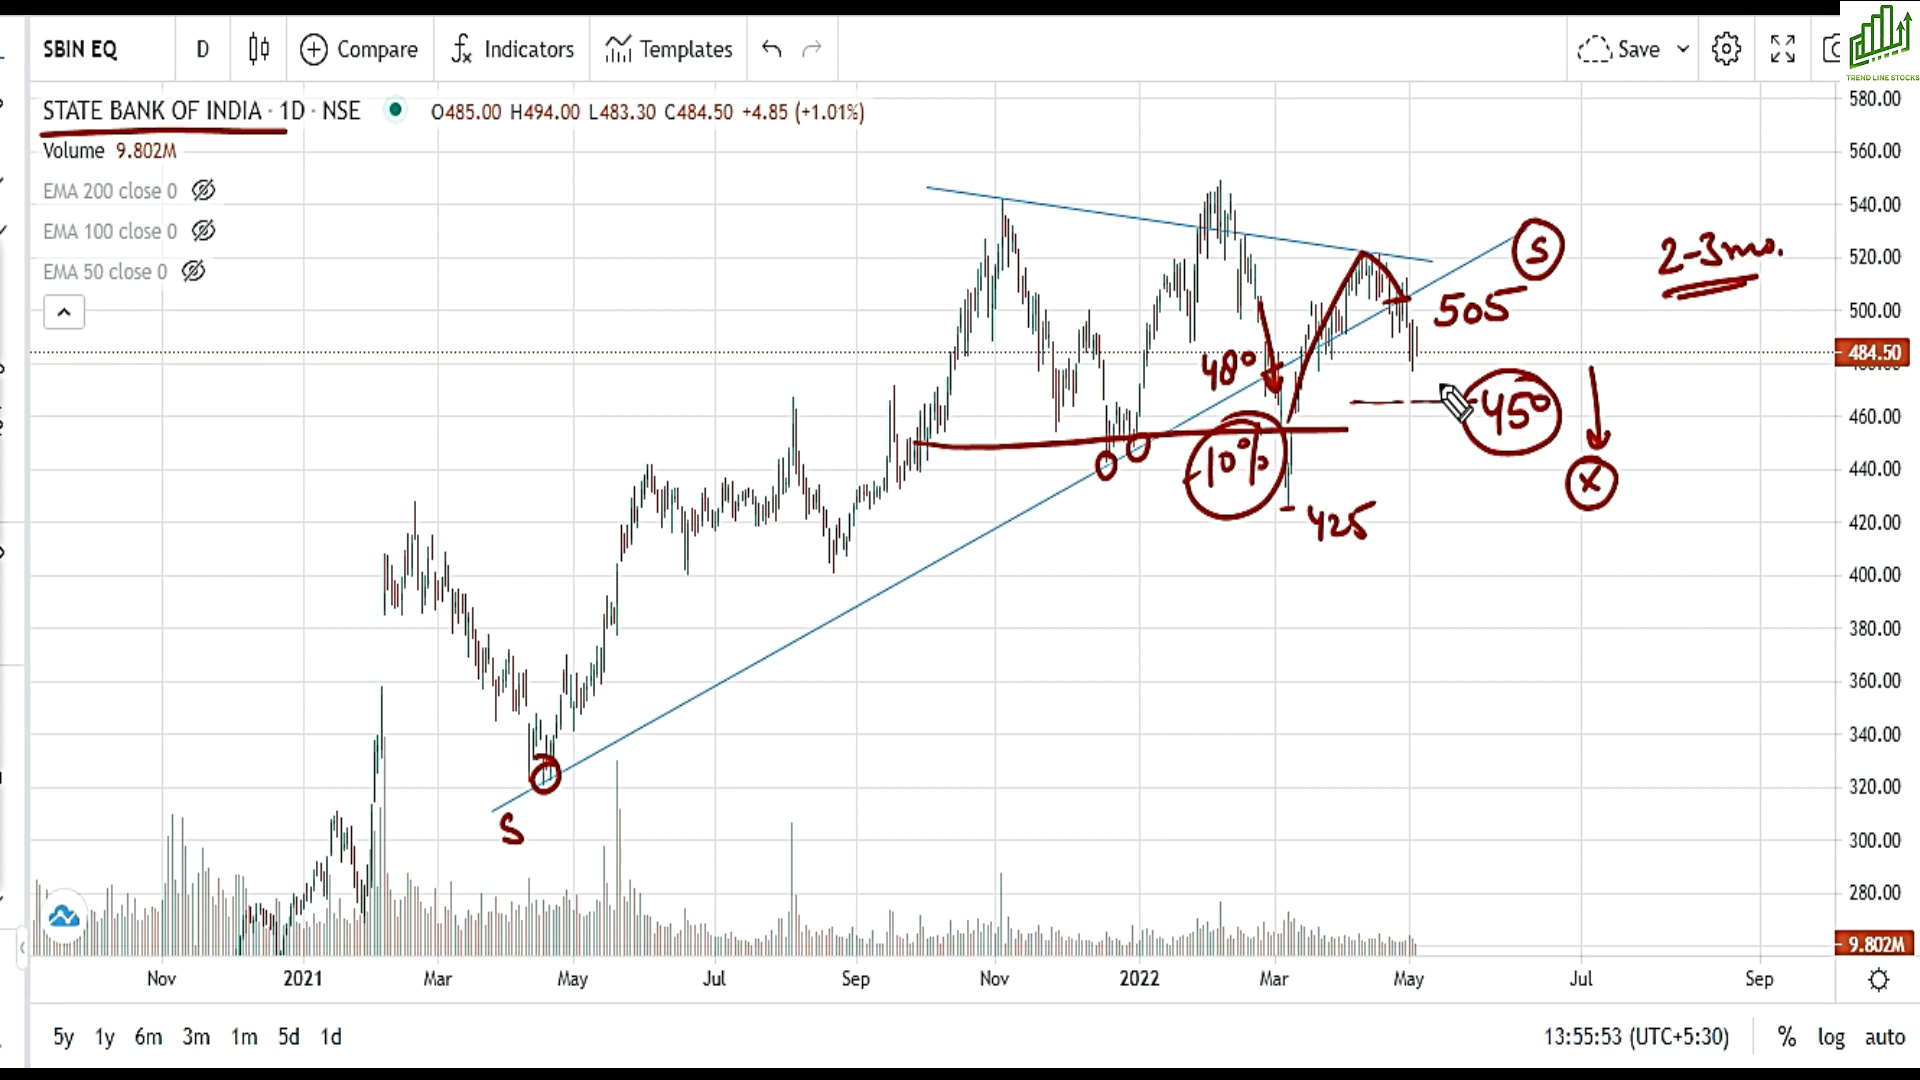 SBIN EQ D Compare Indicators Templates Save
TREND LINE STOCKS
STATE BANK OF INDIA · 1D · NSE O485.00 H494.00 L483.30 C484.50 +4.85 (+1.01%)
Volume 9.802M
EMA 200 close 0
EMA 100 close 0
EMA 50 close 0
580.00
560.00
540.00
520.00
500.00
484.50
460.00
440.00
420.00
400.00
380.00
360.00
340.00
320.00
300.00
280.00
9.802M
S
2-3mo.
505
480
450
-10%
x
-425
S
Nov 2021 Mar May Jul Sep Nov 2022 Mar May Jul Sep
5y 1y 6m 3m 1m 5d 1d 13:55:53 (UTC+5:30) % log auto